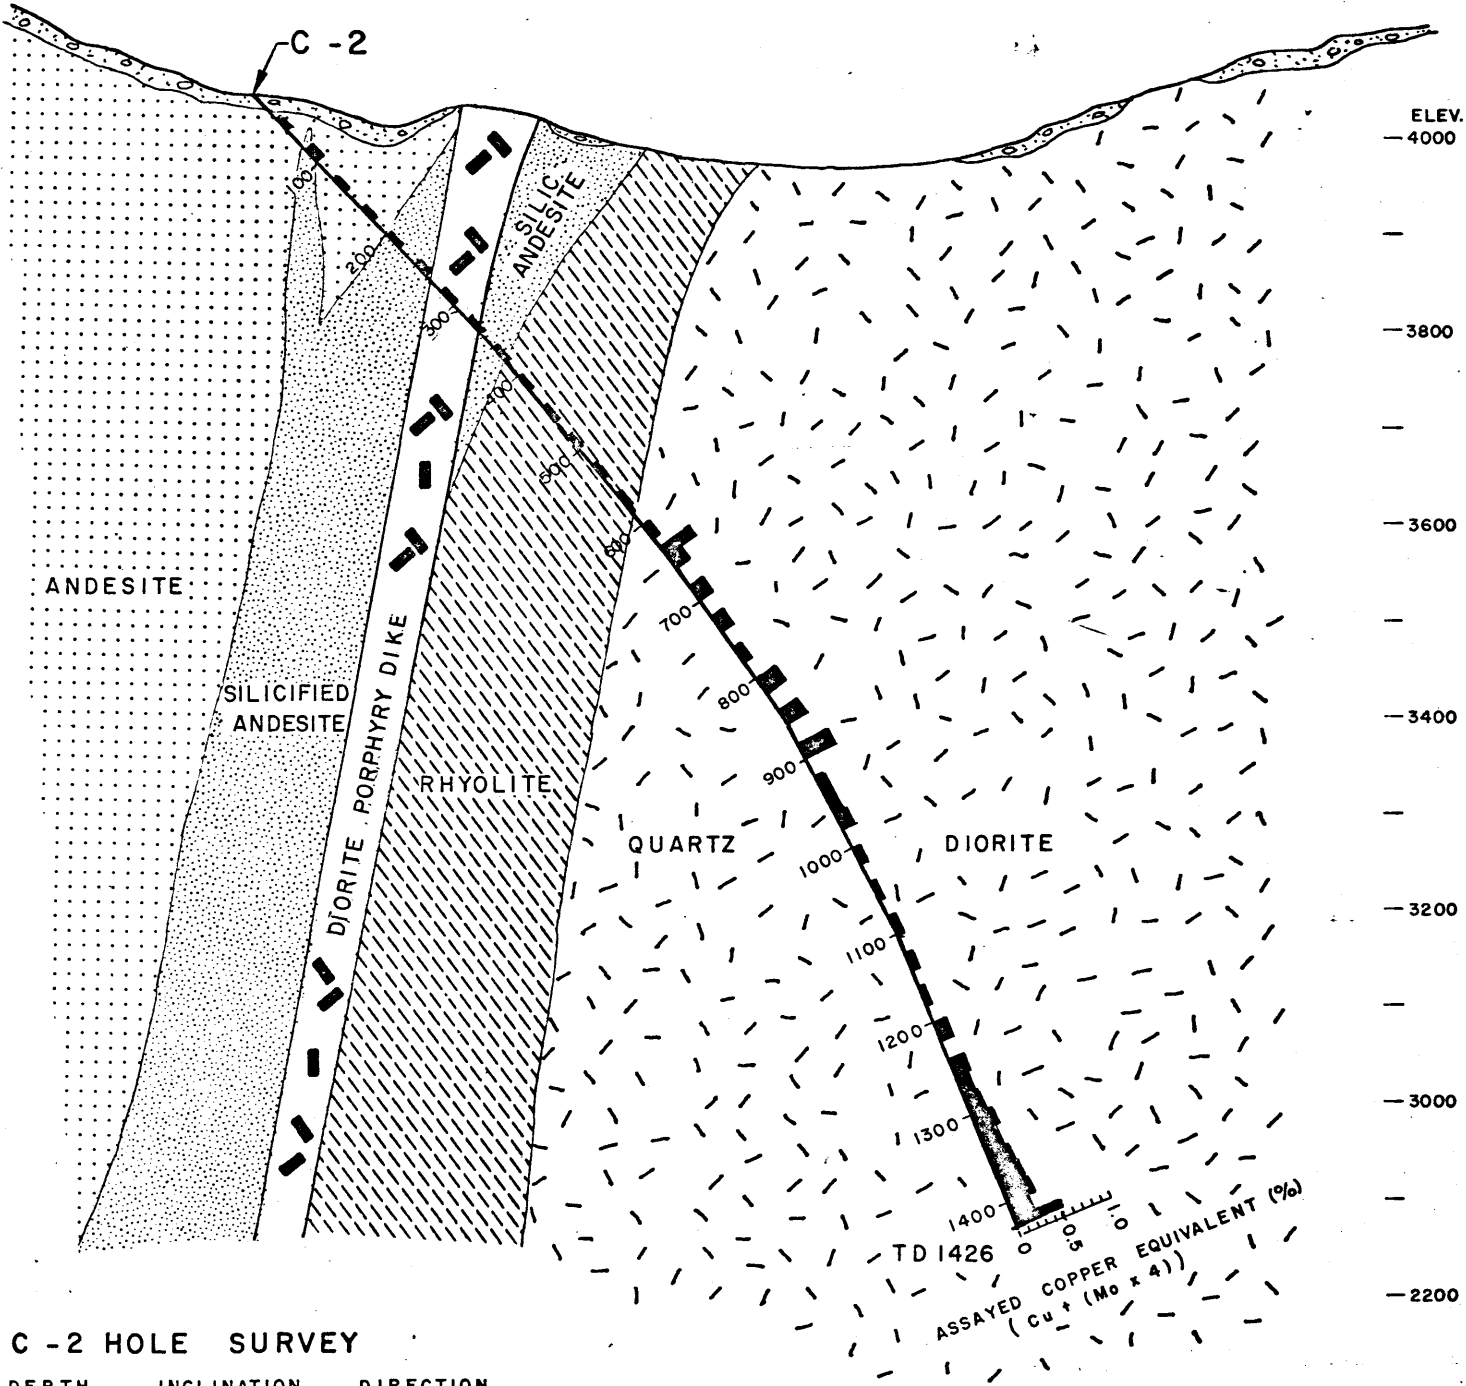 C-2
ELEV.
4000
3800
3600
3400
3200
3000
2200
100
200
300
400
500
600
700
800
900
1000
1100
1200
1300
1400
SILIC.
ANDESITE
ANDESITE
SILICIFIED
ANDESITE
DIORITE PORPHYRY DIKE
RHYOLITE
QUARTZ DIORITE
TD 1426
0 0.5 1.0
ASSAYED COPPER EQUIVALENT (%)
(Cu + (Mo x 4))
C-2 HOLE SURVEY
DEPTH INCLINATION DIRECTION